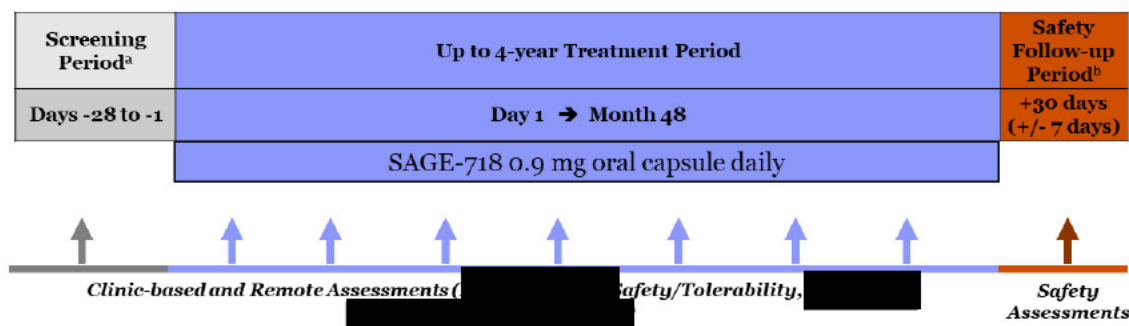 Screening
Periodᵃ
Up to 4-year Treatment Period
Safety
Follow-up
Periodᵇ
Days -28 to -1
Day 1 ➔ Month 48
+30 days
(+/- 7 days)
SAGE-718 0.9 mg oral capsule daily
Clinic-based and Remote Assessments ( Safety/Tolerability,
Safety
Assessments